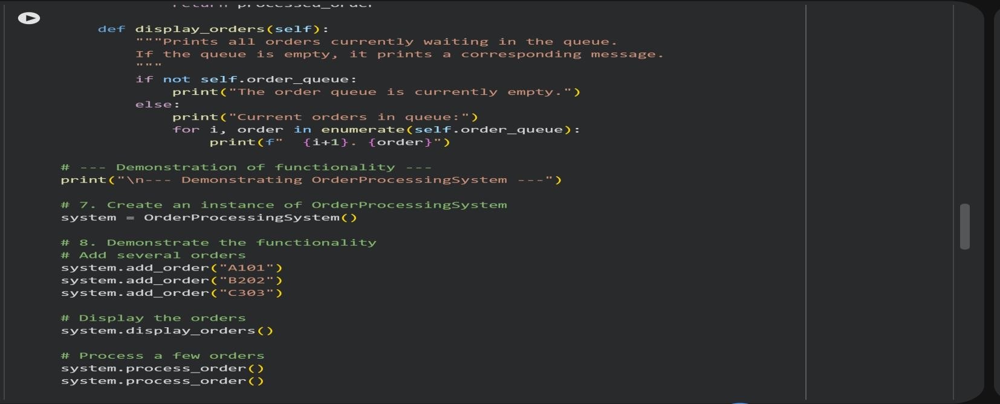 return processed_order
def display_orders(self):
"""Prints all orders currently waiting in the queue.
If the queue is empty, it prints a corresponding message.
"""
if not self.order_queue:
print("The order queue is currently empty.")
else:
print("Current orders in queue:")
for i, order in enumerate(self.order_queue):
print(f"  {i+1}. {order}")
# --- Demonstration of functionality ---
print("\n--- Demonstrating OrderProcessingSystem ---")
# 7. Create an instance of OrderProcessingSystem
system = OrderProcessingSystem()
# 8. Demonstrate the functionality
# Add several orders
system.add_order("A101")
system.add_order("B202")
system.add_order("C303")
# Display the orders
system.display_orders()
# Process a few orders
system.process_order()
system.process_order()